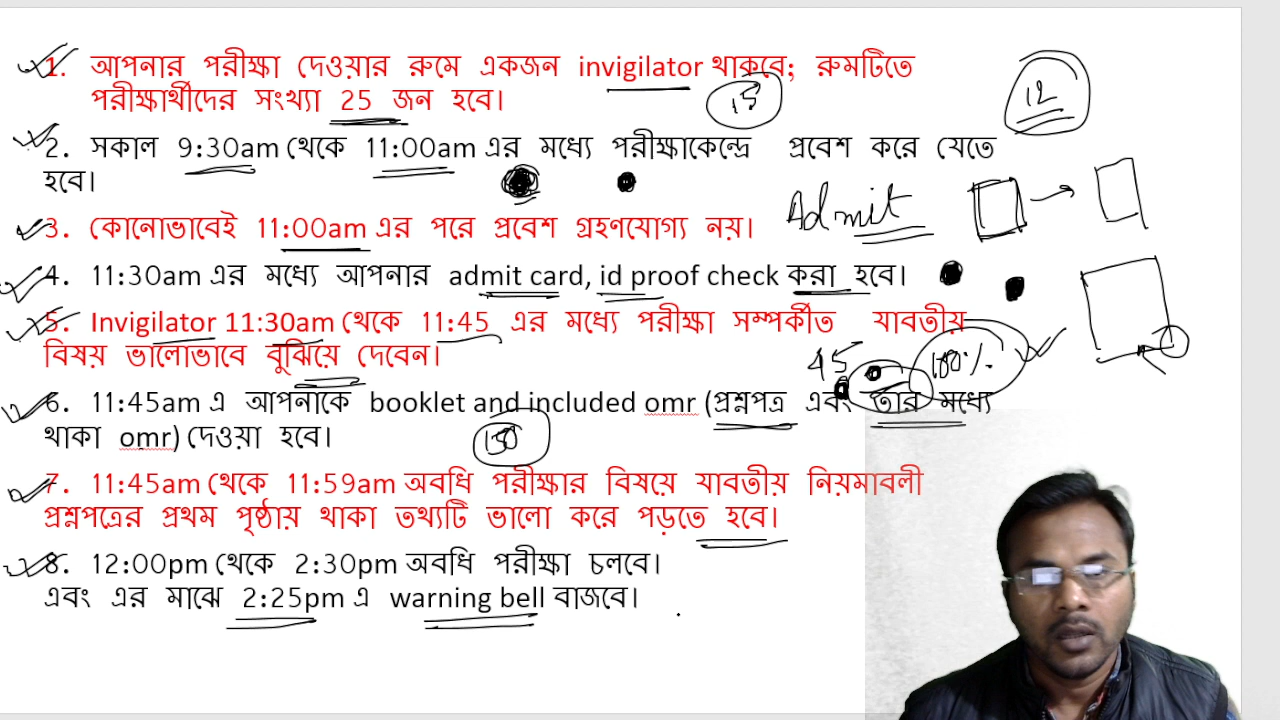 1. আপনার পরীক্ষা দেওয়ার রুমে একজন invigilator থাকবে; রুমটিতে
পরীক্ষার্থীদের সংখ্যা 25 জন হবে।
15
12
2. সকাল 9:30am থেকে 11:00am এর মধ্যে পরীক্ষাকেন্দ্রে প্রবেশ করে যেতে
হবে।
Admit
3. কোনোভাবেই 11:00am এর পরে প্রবেশ গ্রহণযোগ্য নয়।
4. 11:30am এর মধ্যে আপনার admit card, id proof check করা হবে।
5. Invigilator 11:30am থেকে 11:45 এর মধ্যে পরীক্ষা সম্পর্কীত যাবতীয়
বিষয় ভালোভাবে বুঝিয়ে দেবেন।
45
100%.
6. 11:45am এ আপনাকে booklet and included omr (প্রশ্নপত্র এবং তার মধ্যে
থাকা omr) দেওয়া হবে।
150
7. 11:45am থেকে 11:59am অবধি পরীক্ষার বিষয়ে যাবতীয় নিয়মাবলী
প্রশ্নপত্রের প্রথম পৃষ্ঠায় থাকা তথ্যটি ভালো করে পড়তে হবে।
8. 12:00pm থেকে 2:30pm অবধি পরীক্ষা চলবে।
এবং এর মাঝে 2:25pm এ warning bell বাজবে।